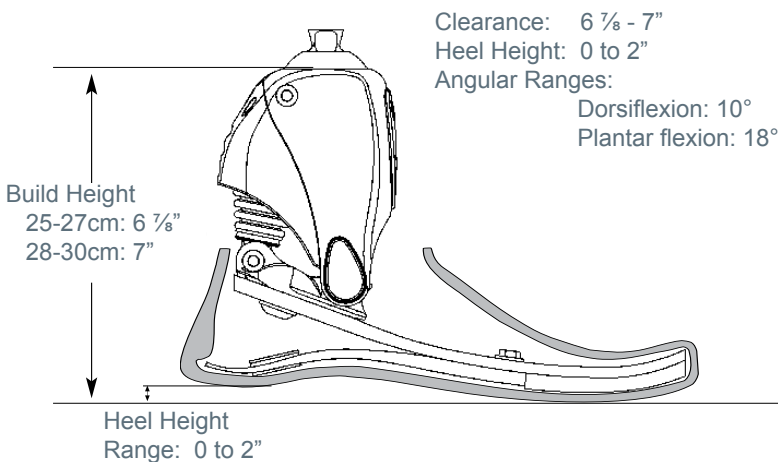 Clearance: 6 ⅞ - 7”
Heel Height: 0 to 2”
Angular Ranges:
Dorsiflexion: 10°
Plantar flexion: 18°
Build Height
25-27cm: 6 ⅞”
28-30cm: 7”
Heel Height
Range: 0 to 2”